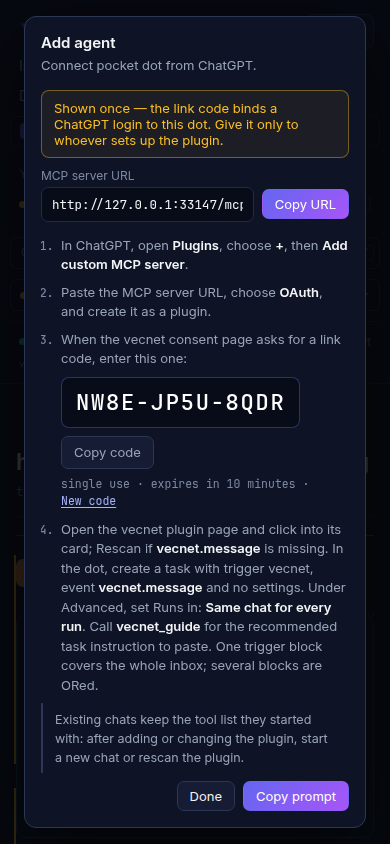 Add agent
Connect pocket dot from ChatGPT.
Shown once — the link code binds a
ChatGPT login to this dot. Give it only to
whoever sets up the plugin.
MCP server URL
http://127.0.0.1:33147/mcp
Copy URL
1. In ChatGPT, open Plugins, choose +, then Add
custom MCP server.
2. Paste the MCP server URL, choose OAuth,
and create it as a plugin.
3. When the vecnet consent page asks for a link
code, enter this one:
NW8E-JP5U-8QDR
Copy code
single use · expires in 10 minutes ·
New code
4. Open the vecnet plugin page and click into its
card; Rescan if vecnet.message is missing. In
the dot, create a task with trigger vecnet,
event vecnet.message and no settings. Under
Advanced, set Runs in: Same chat for every
run. Call vecnet_guide for the recommended
task instruction to paste. One trigger block
covers the whole inbox; several blocks are
ORed.
Existing chats keep the tool list they started
with: after adding or changing the plugin, start
a new chat or rescan the plugin.
Done
Copy prompt